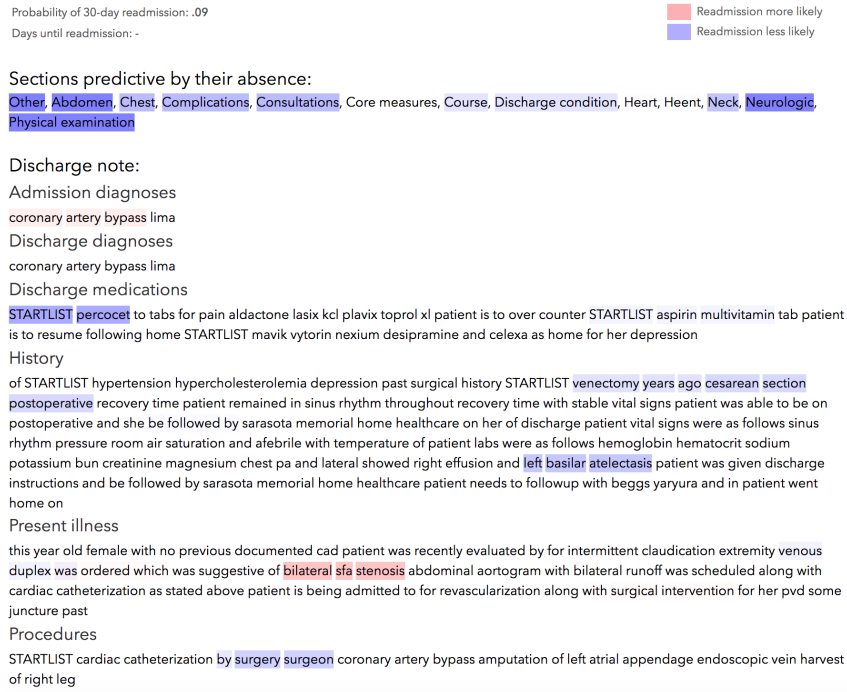 Probability of 30-day readmission: .09
Readmission more likely
Days until readmission: -
Readmission less likely
Sections predictive by their absence:
Other, Abdomen, Chest, Complications, Consultations, Core measures, Course, Discharge condition, Heart, Heent, Neck, Neurologic,
Physical examination
Discharge note:
Admission diagnoses
coronary artery bypass lima
Discharge diagnoses
coronary artery bypass lima
Discharge medications
STARTLIST percocet to tabs for pain aldactone lasix kcl plavix toprol xl patient is to over counter STARTLIST aspirin multivitamin tab patient
is to resume following home STARTLIST mavik vytorin nexium desipramine and celexa as home for her depression
History
of STARTLIST hypertension hypercholesterolemia depression past surgical history STARTLIST venectomy years ago cesarean section
postoperative recovery time patient remained in sinus rhythm throughout recovery time with stable vital signs patient was able to be on
postoperative and she be followed by sarasota memorial home healthcare on her of discharge patient vital signs were as follows sinus
rhythm pressure room air saturation and afebrile with temperature of patient labs were as follows hemoglobin hematocrit sodium
potassium bun creatinine magnesium chest pa and lateral showed right effusion and left basilar atelectasis patient was given discharge
instructions and be followed by sarasota memorial home healthcare patient needs to followup with beggs yaryura and in patient went
home on
Present illness
this year old female with no previous documented cad patient was recently evaluated by for intermittent claudication extremity venous
duplex was ordered which was suggestive of bilateral sfa stenosis abdominal aortogram with bilateral runoff was scheduled along with
cardiac catheterization as stated above patient is being admitted to for revascularization along with surgical intervention for her pvd some
juncture past
Procedures
STARTLIST cardiac catheterization by surgery surgeon coronary artery bypass amputation of left atrial appendage endoscopic vein harvest
of right leg